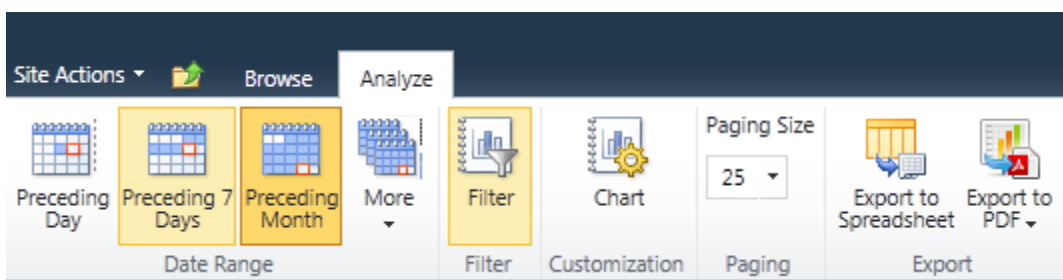 Site Actions
Browse
Analyze
Preceding
Day
Preceding 7
Days
Preceding
Month
More
Filter
Chart
Paging Size
25
Export to
Spreadsheet
Export to
PDF
Date Range
Filter
Customization
Paging
Export